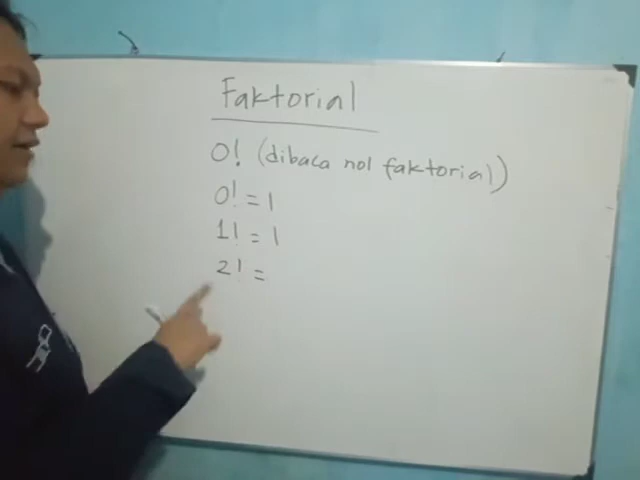 Faktorial
0! (dibaca nol faktorial)
0! = 1
1! = 1
2! =